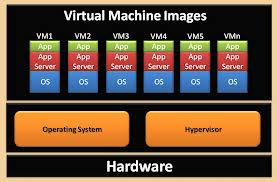 Virtual Machine Images
VM1 VM2 VM3 VM4 VM5 VMn
App App App App App App
App Server App Server App Server App Server App Server App Server
OS OS OS OS OS OS
Operating System Hypervisor
Hardware